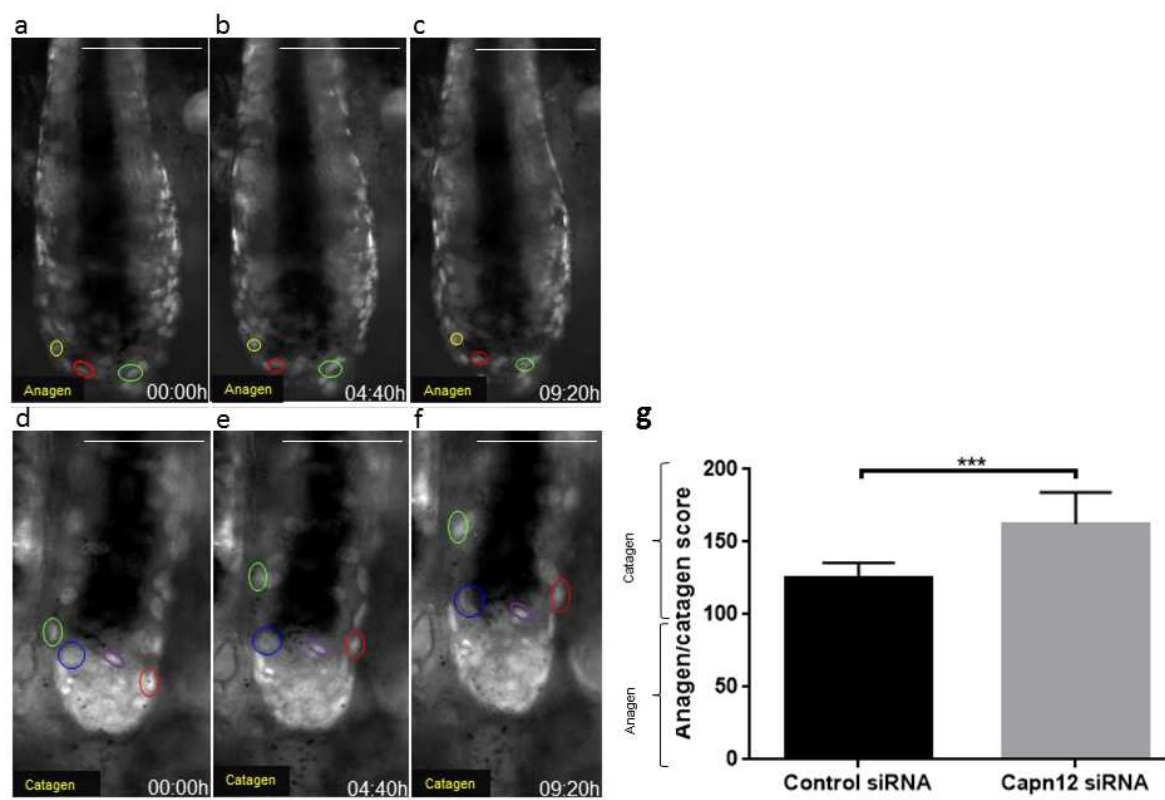 a
b
c
Anagen
00:00h
Anagen
04:40h
Anagen
09:20h
d
e
f
Catagen
00:00h
Catagen
04:40h
Catagen
09:20h
g
Catagen
Anagen
Anagen/catagen score
200
150
100
50
0
***
Control siRNA
Capn12 siRNA